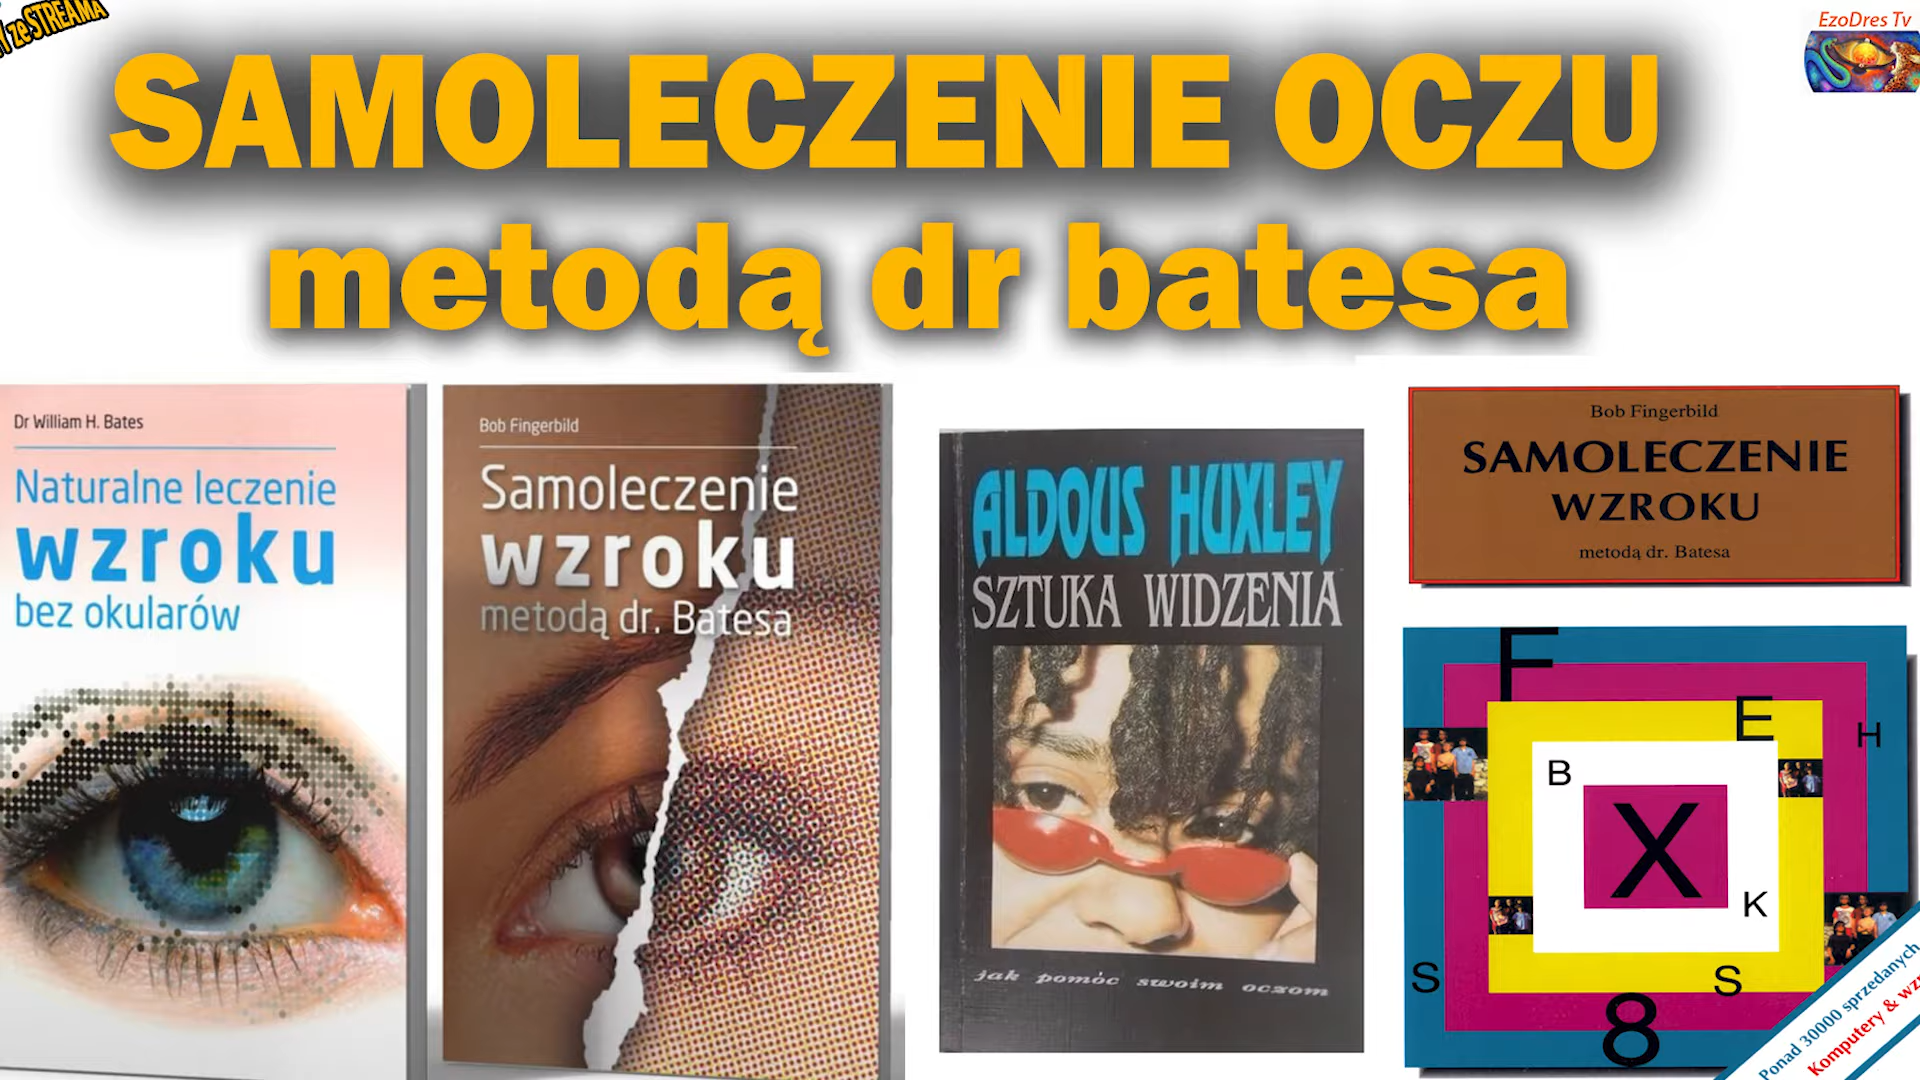 ze STREAMA
EzoDres Tv
SAMOLECZENIE OCZU
metodą dr batesa
Dr William H. Bates
Naturalne leczenie
wzroku
bez okularów
Bob Fingerbild
Samoleczenie
wzroku
metodą dr. Batesa
ALDOUS HUXLEY
SZTUKA WIDZENIA
jak pomóc swoim oczom
Bob Fingerbild
SAMOLECZENIE
WZROKU
metodą dr. Batesa
F
E
H
B
X
K
S
S
8
Ponad 30000 sprzedanych
Komputery &